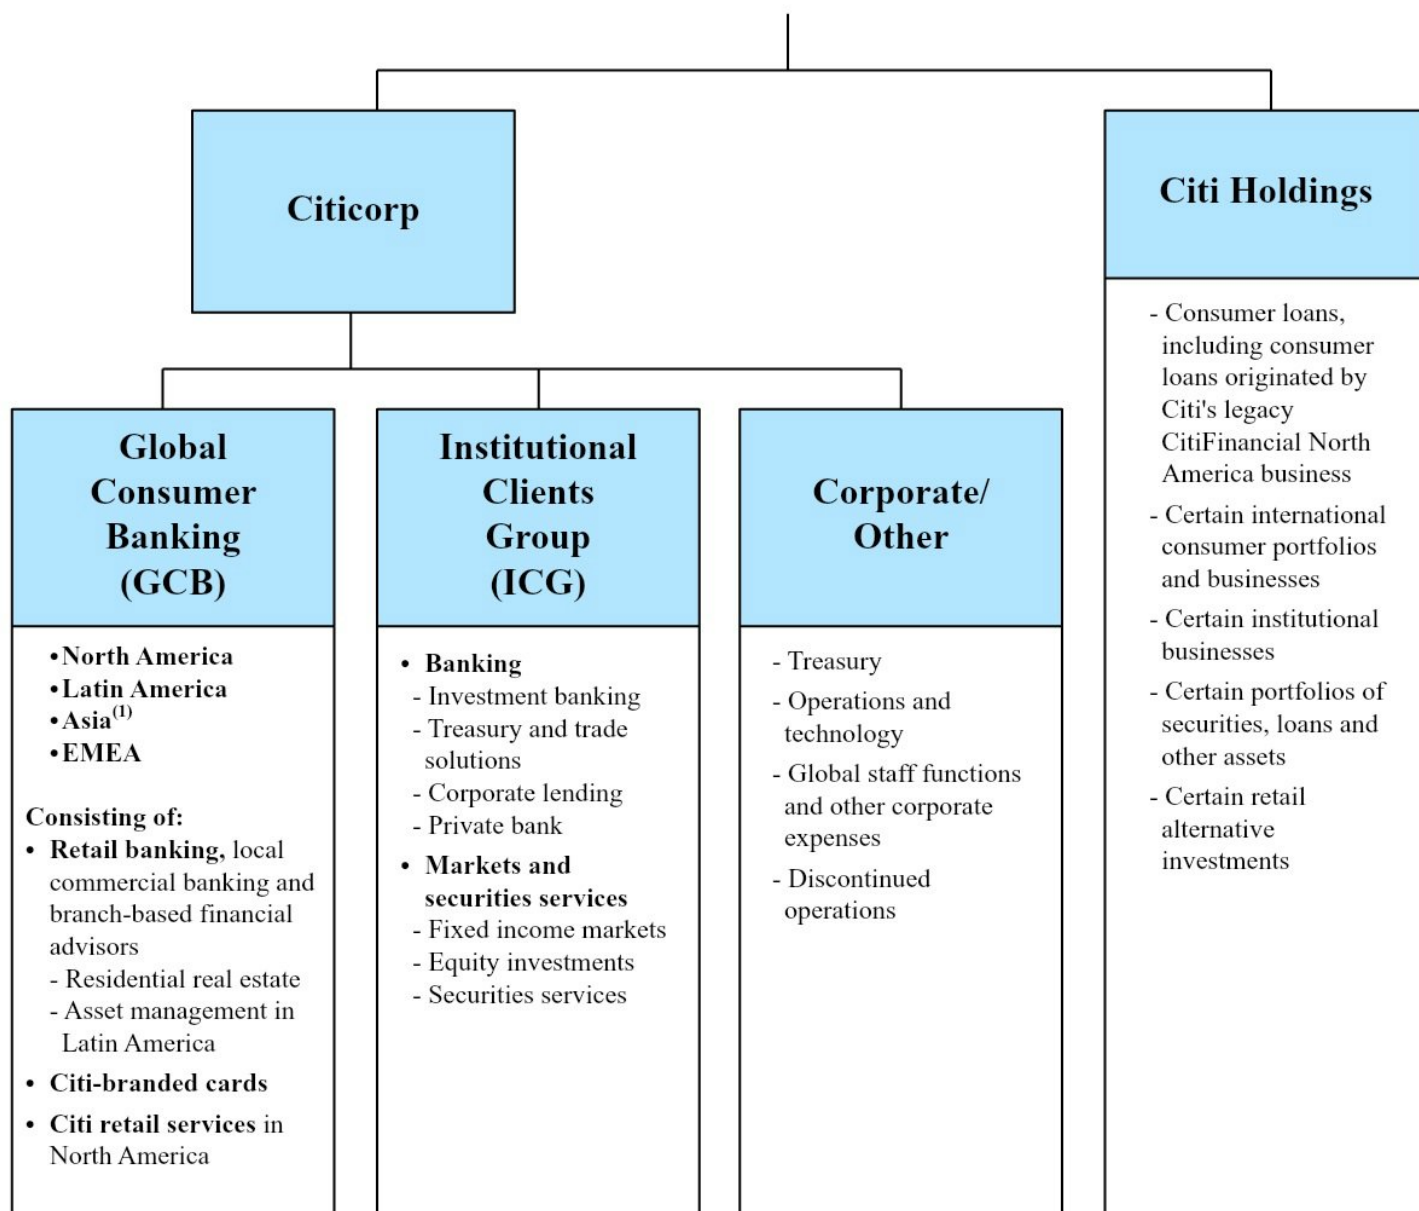 Citicorp
Citi Holdings
- Consumer loans,
including consumer
loans originated by
Citi's legacy
CitiFinancial North
America business
- Certain international
consumer portfolios
and businesses
- Certain institutional
businesses
- Certain portfolios of
securities, loans and
other assets
- Certain retail
alternative
investments
Global
Consumer
Banking
(GCB)
•North America
•Latin America
•Asia(1)
•EMEA
Consisting of:
• Retail banking, local
commercial banking and
branch-based financial
advisors
- Residential real estate
- Asset management in
Latin America
• Citi-branded cards
• Citi retail services in
North America
Institutional
Clients
Group
(ICG)
• Banking
- Investment banking
- Treasury and trade
solutions
- Corporate lending
- Private bank
• Markets and
securities services
- Fixed income markets
- Equity investments
- Securities services
Corporate/
Other
- Treasury
- Operations and
technology
- Global staff functions
and other corporate
expenses
- Discontinued
operations